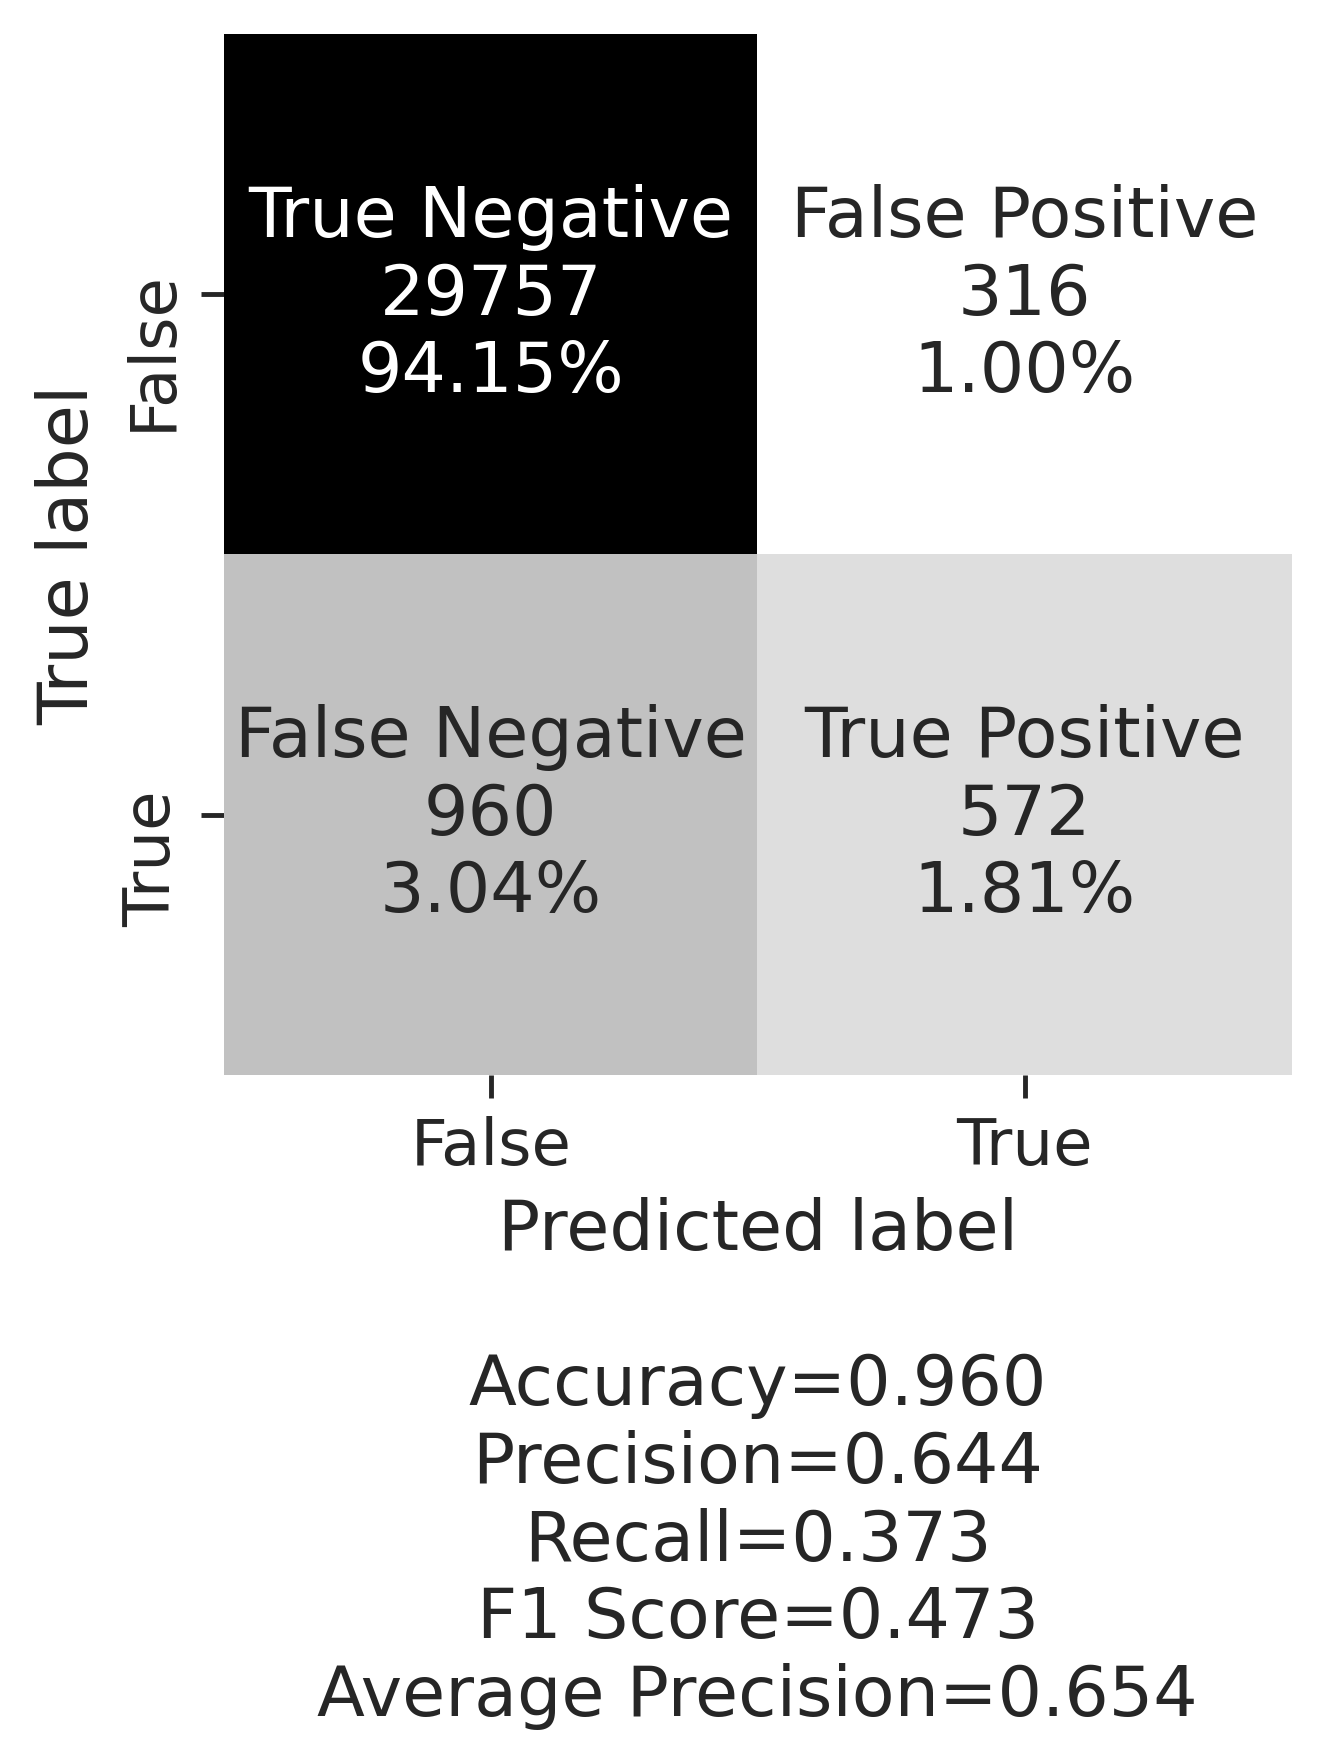 True label
False
True Negative
29757
94.15%
False Positive
316
1.00%
True
False Negative
960
3.04%
True Positive
572
1.81%
False
True
Predicted label
Accuracy=0.960
Precision=0.644
Recall=0.373
F1 Score=0.473
Average Precision=0.654